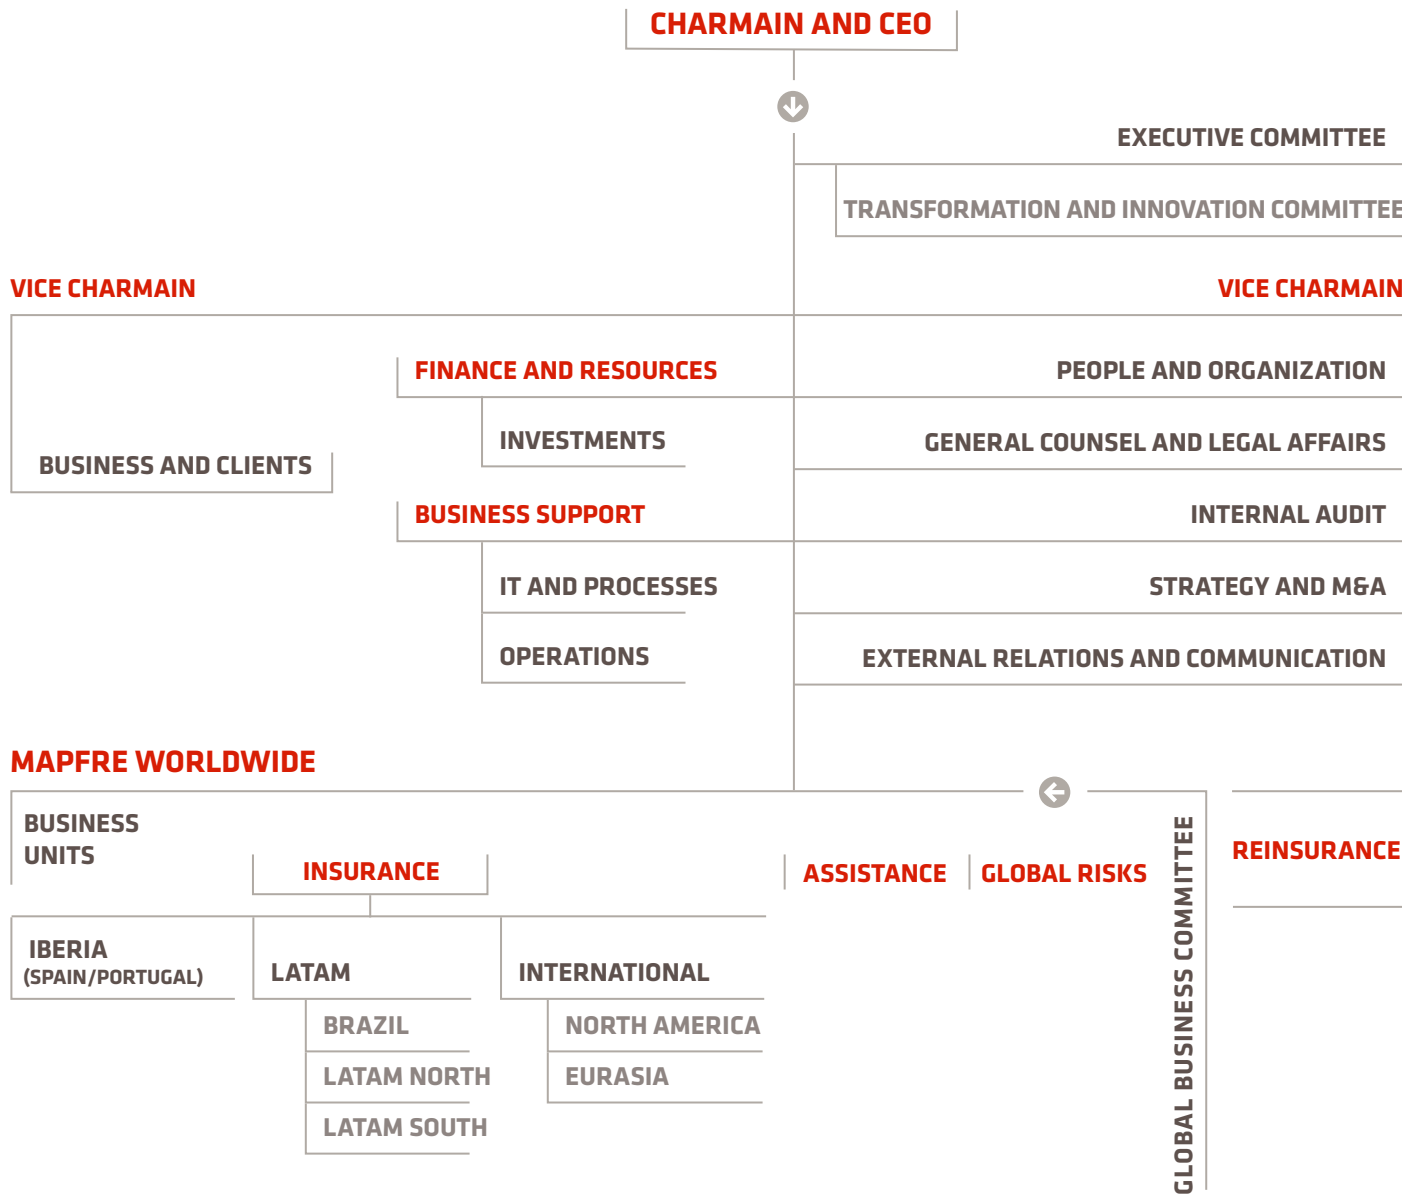 CHARMAIN AND CEO
EXECUTIVE COMMITTEE
TRANSFORMATION AND INNOVATION COMMITTEE
VICE CHARMAIN
VICE CHARMAIN
FINANCE AND RESOURCES
PEOPLE AND ORGANIZATION
INVESTMENTS
GENERAL COUNSEL AND LEGAL AFFAIRS
BUSINESS AND CLIENTS
BUSINESS SUPPORT
INTERNAL AUDIT
IT AND PROCESSES
STRATEGY AND M&A
OPERATIONS
EXTERNAL RELATIONS AND COMMUNICATION
MAPFRE WORLDWIDE
BUSINESS
UNITS
INSURANCE
ASSISTANCE
GLOBAL RISKS
GLOBAL BUSINESS COMMITTEE
REINSURANCE
IBERIA
(SPAIN/PORTUGAL)
LATAM
INTERNATIONAL
BRAZIL
NORTH AMERICA
LATAM NORTH
EURASIA
LATAM SOUTH